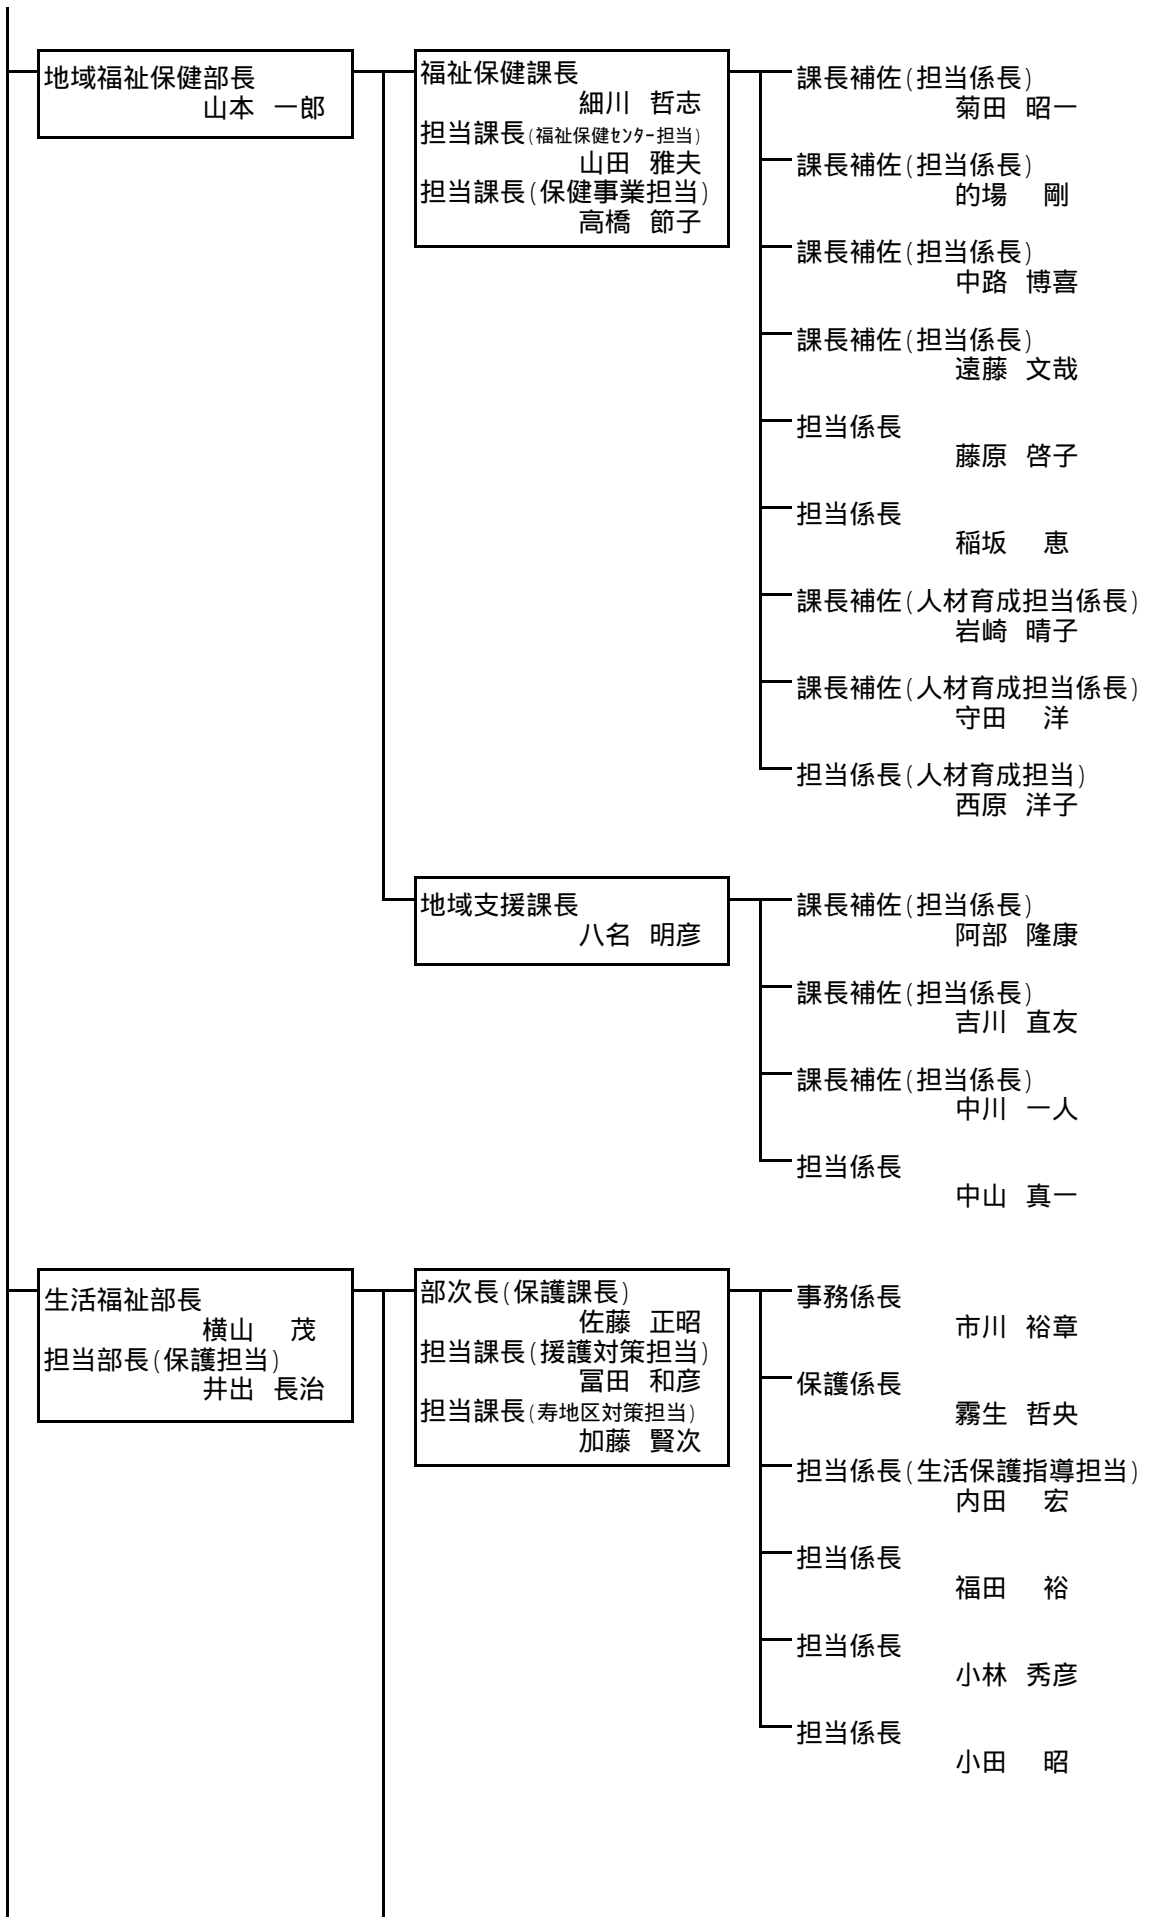 地域福祉保健部長
山本 一郎
福祉保健課長
細川 哲志
担当課長(福祉保健ｾﾝﾀｰ担当)
山田 雅夫
担当課長(保健事業担当)
高橋 節子
課長補佐(担当係長)
菊田 昭一
課長補佐(担当係長)
的場 剛
課長補佐(担当係長)
中路 博喜
課長補佐(担当係長)
遠藤 文哉
担当係長
藤原 啓子
担当係長
稲坂 恵
課長補佐(人材育成担当係長)
岩崎 晴子
課長補佐(人材育成担当係長)
守田 洋
担当係長(人材育成担当)
西原 洋子
地域支援課長
八名 明彦
課長補佐(担当係長)
阿部 隆康
課長補佐(担当係長)
吉川 直友
課長補佐(担当係長)
中川 一人
担当係長
中山 真一
生活福祉部長
横山 茂
担当部長(保護担当)
井出 長治
部次長(保護課長)
佐藤 正昭
担当課長(援護対策担当)
冨田 和彦
担当課長(寿地区対策担当)
加藤 賢次
事務係長
市川 裕章
保護係長
霧生 哲央
担当係長(生活保護指導担当)
内田 宏
担当係長
福田 裕
担当係長
小林 秀彦
担当係長
小田 昭